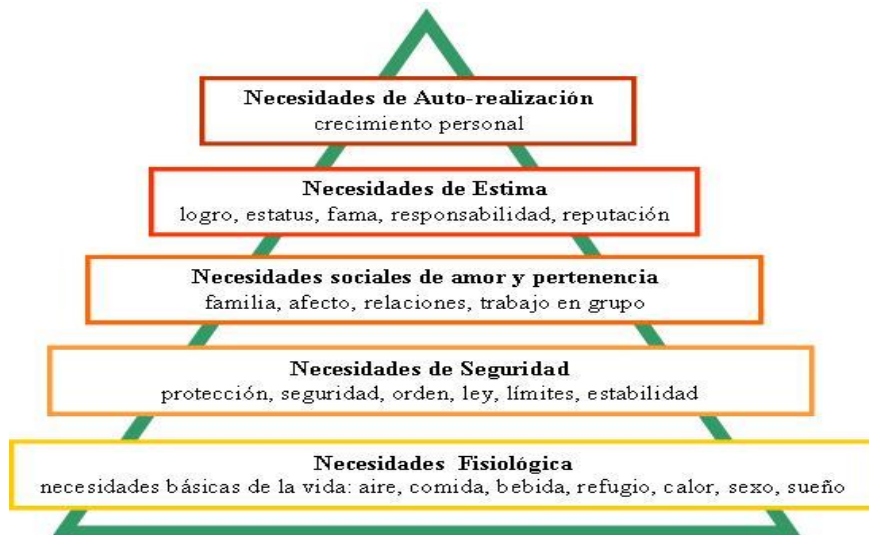 Necesidades de Auto-realización
crecimiento personal
Necesidades de Estima
logro, estatus, fama, responsabilidad, reputación
Necesidades sociales de amor y pertenencia
familia, afecto, relaciones, trabajo en grupo
Necesidades de Seguridad
protección, seguridad, orden, ley, límites, estabilidad
Necesidades Fisiológica
necesidades básicas de la vida: aire, comida, bebida, refugio, calor, sexo, sueño